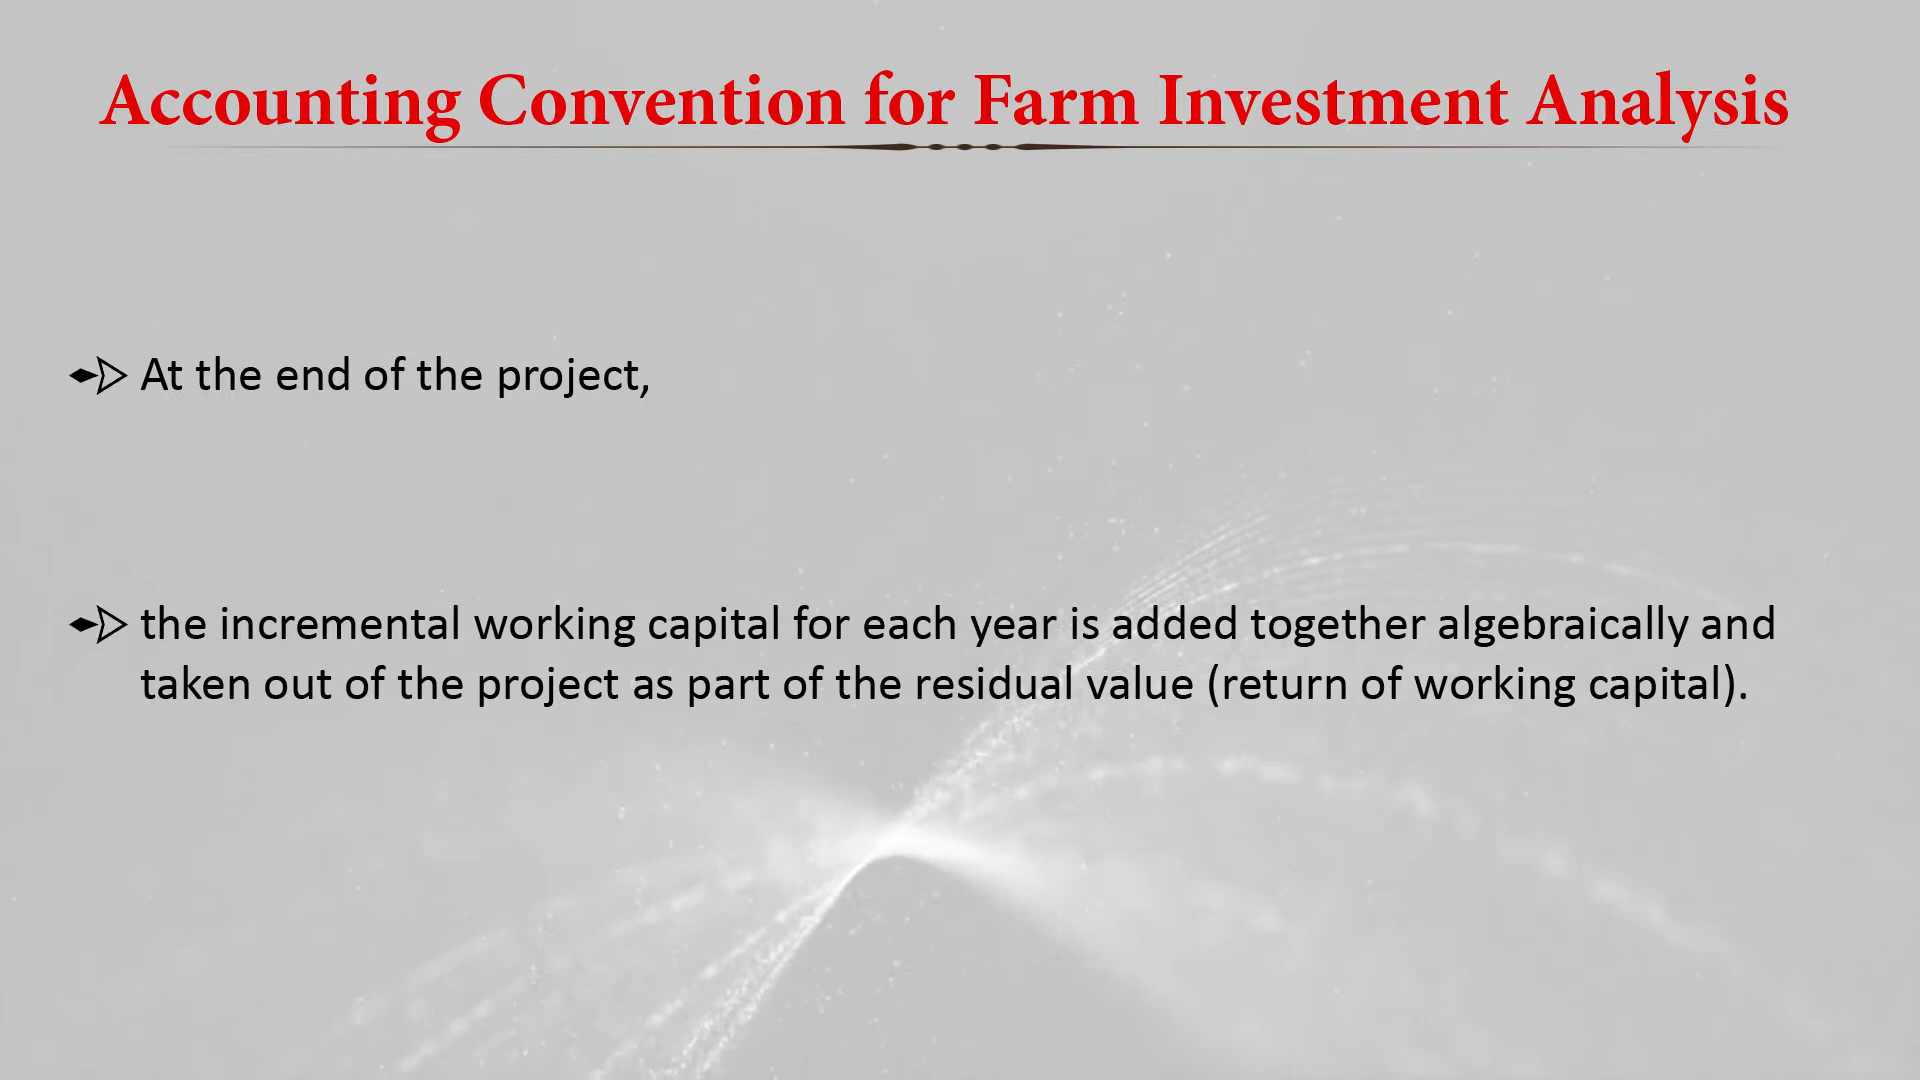 Accounting Convention for Farm Investment Analysis
At the end of the project,
the incremental working capital for each year is added together algebraically and
taken out of the project as part of the residual value (return of working capital).